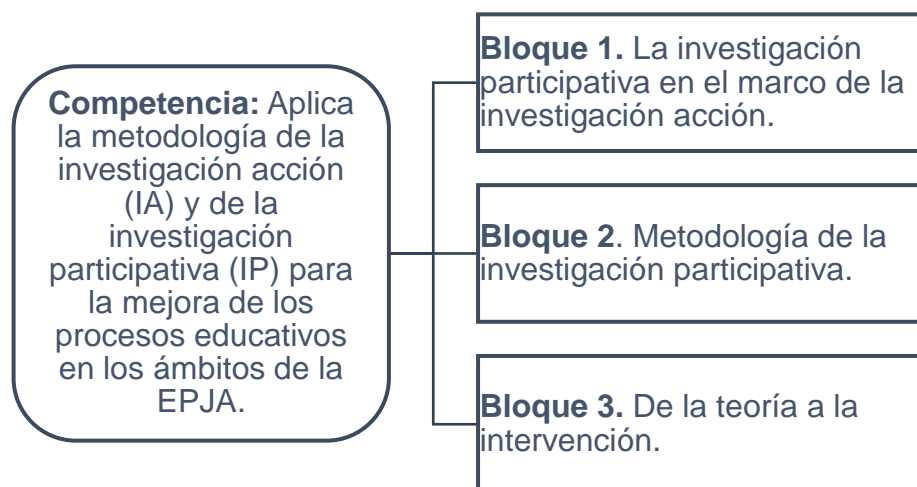 Competencia: Aplica
la metodología de la
investigación acción
(IA) y de la
investigación
participativa (IP) para
la mejora de los
procesos educativos
en los ámbitos de la
EPJA.
Bloque 1. La investigación
participativa en el marco de la
investigación acción.
Bloque 2. Metodología de la
investigación participativa.
Bloque 3. De la teoría a la
intervención.